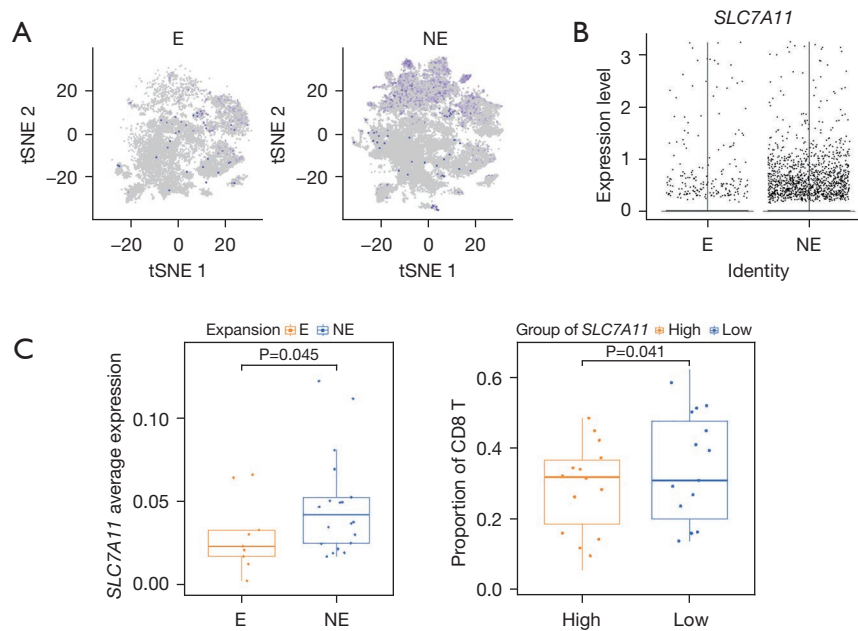 A
E
NE
tSNE 2
20
0
−20
−20
0
20
tSNE 1
tSNE 2
20
0
−20
−20
0
20
tSNE 1
B
SLC7A11
Expression level
3
2
1
0
E
NE
Identity
C
Expansion E NE
P=0.045
SLC7A11 average expression
0.10
0.05
0.00
E
NE
Group of SLC7A11 High Low
P=0.041
Proportion of CD8 T
0.6
0.4
0.2
0.0
High
Low